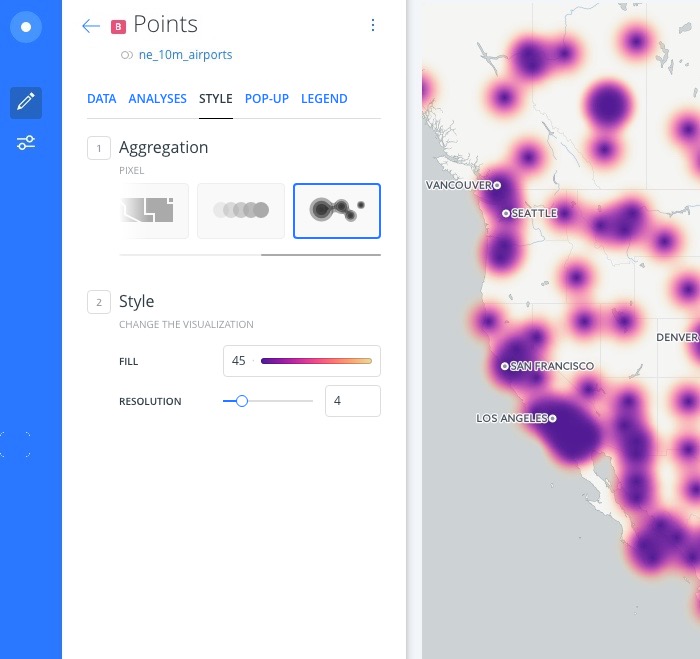 B Points
ne_10m_airports
DATA ANALYSES STYLE POP-UP LEGEND
1 Aggregation
PIXEL
2 Style
CHANGE THE VISUALIZATION
FILL 45
RESOLUTION 4
VANCOUVER
SEATTLE
DENVER
SAN FRANCISCO
LOS ANGELES